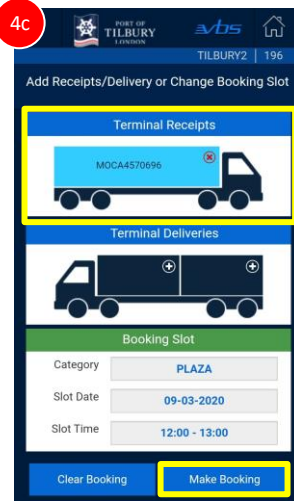 4c
PORT OF
TILBURY
LONDON
vbs
TILBURY2 | 196
Add Receipts/Delivery or Change Booking Slot
Terminal Receipts
MOCA4570696
Terminal Deliveries
Booking Slot
Category PLAZA
Slot Date 09-03-2020
Slot Time 12:00 - 13:00
Clear Booking Make Booking